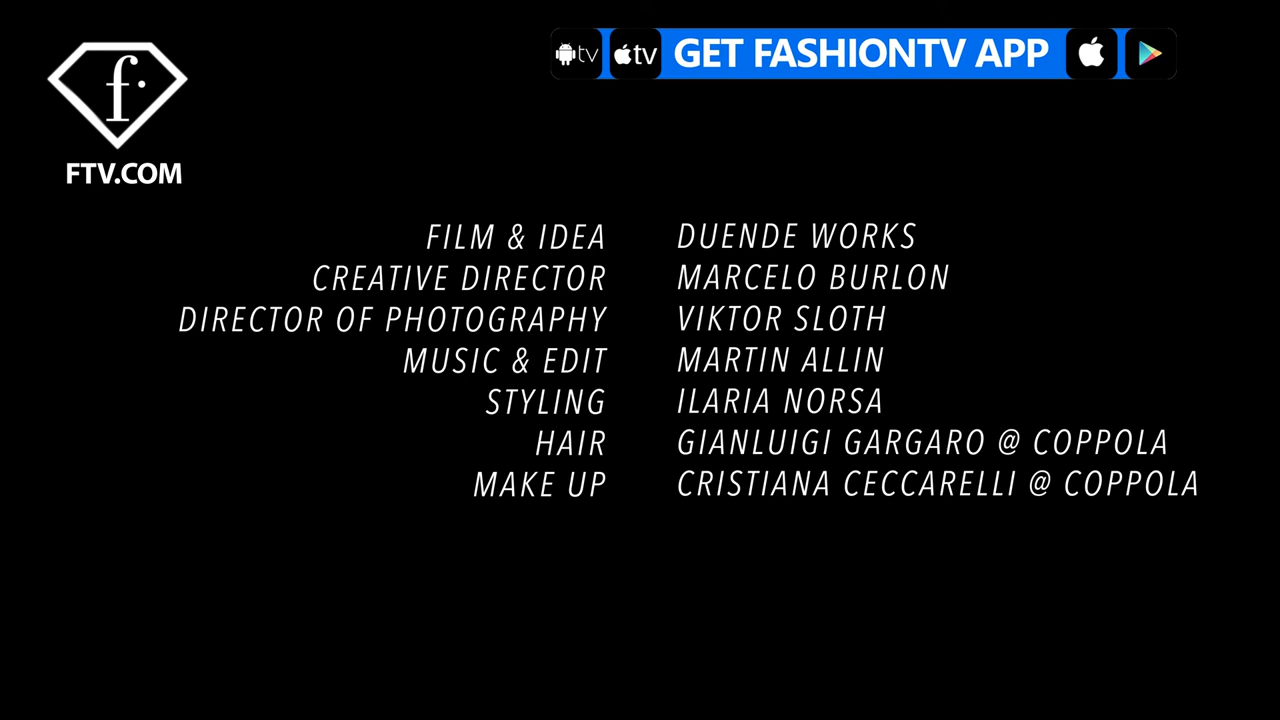 tv tv GET FASHIONTV APP
f
FTV.COM
FILM & IDEA DUENDE WORKS
CREATIVE DIRECTOR MARCELO BURLON
DIRECTOR OF PHOTOGRAPHY VIKTOR SLOTH
MUSIC & EDIT MARTIN ALLIN
STYLING ILARIA NORSA
HAIR GIANLUIGI GARGARO @ COPPOLA
MAKE UP CRISTIANA CECCARELLI @ COPPOLA